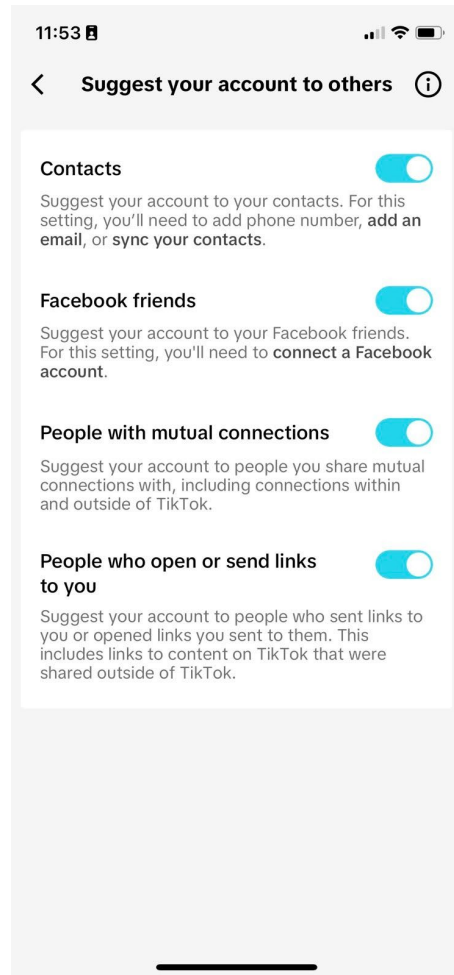 11:53
Suggest your account to others
Contacts
Suggest your account to your contacts. For this
setting, you’ll need to add phone number, add an
email, or sync your contacts.
Facebook friends
Suggest your account to your Facebook friends.
For this setting, you'll need to connect a Facebook
account.
People with mutual connections
Suggest your account to people you share mutual
connections with, including connections within
and outside of TikTok.
People who open or send links
to you
Suggest your account to people who sent links to
you or opened links you sent to them. This
includes links to content on TikTok that were
shared outside of TikTok.